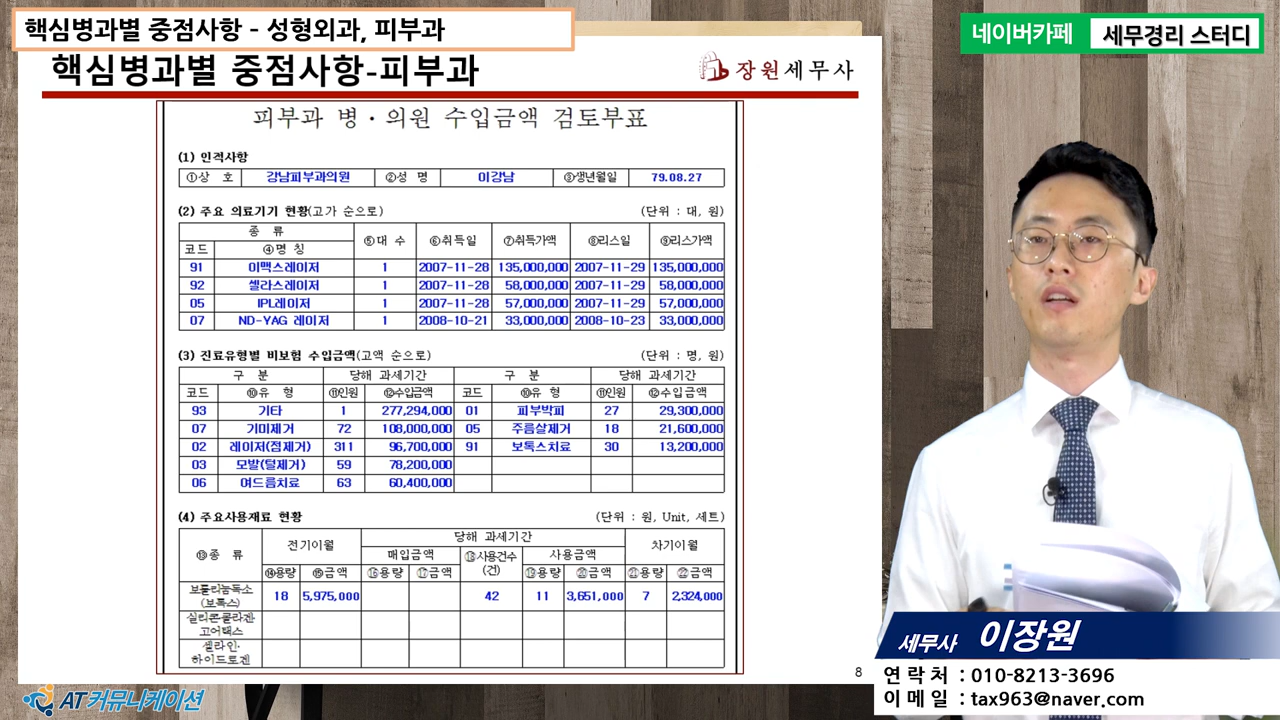 핵심병과별 중점사항 - 성형외과, 피부과
네이버카페 세무경리 스터디
핵심병과별 중점사항-피부과
장원세무사
피부과 병·의원 수입금액 검토부표
(1) 인적사항
①상 호 강남피부과의원 ②성 명 이강남 ③생년월일 79.08.27
(2) 주요 의료기기 현황(고가 순으로) (단위 : 대, 원)
종 류 ⑤대 수 ⑥취득일 ⑦취득가액 ⑧리스일 ⑨리스가액
코드 ④명 칭
91 이맥스레이저 1 2007-11-28 135,000,000 2007-11-29 135,000,000
92 셀라스레이저 1 2007-11-28 58,000,000 2007-11-29 58,000,000
05 IPL레이저 1 2007-11-28 57,000,000 2007-11-29 57,000,000
07 ND-YAG 레이저 1 2008-10-21 33,000,000 2008-10-23 33,000,000
(3) 진료유형별 비보험 수입금액(고액 순으로) (단위 : 명, 원)
구 분 당해 과세기간 구 분 당해 과세기간
코드 ⑩유 형 ⑪인원 ⑫수입금액 코드 ⑩유 형 ⑪인원 ⑫수입금액
93 기타 1 277,294,000 01 피부박피 27 29,300,000
07 기미제거 72 108,000,000 05 주름살제거 18 21,600,000
02 레이저(점제거) 311 96,700,000 91 보톡스치료 30 13,200,000
03 모발(털제거) 59 78,200,000
06 여드름치료 63 60,400,000
(4) 주요사용재료 현황 (단위 : 원, Unit, 세트)
⑬종 류 전기이월 당해 과세기간 차기이월
매입금액 ⑱사용건수 (건) 사용금액
⑭용량 ⑮금액 ⑯용량 ⑰금액 ⑲용량 ⑳금액 ㉑용량 ㉒금액
보툴리눔독소 (보톡스) 18 5,975,000 42 11 3,651,000 7 2,324,000
실리콘·콜라겐 고어텍스
셀라인· 하이드로겐
8
세무사 이장원
연락처 : 010-8213-3696
이메일 : tax963@naver.com
AT커뮤니케이션